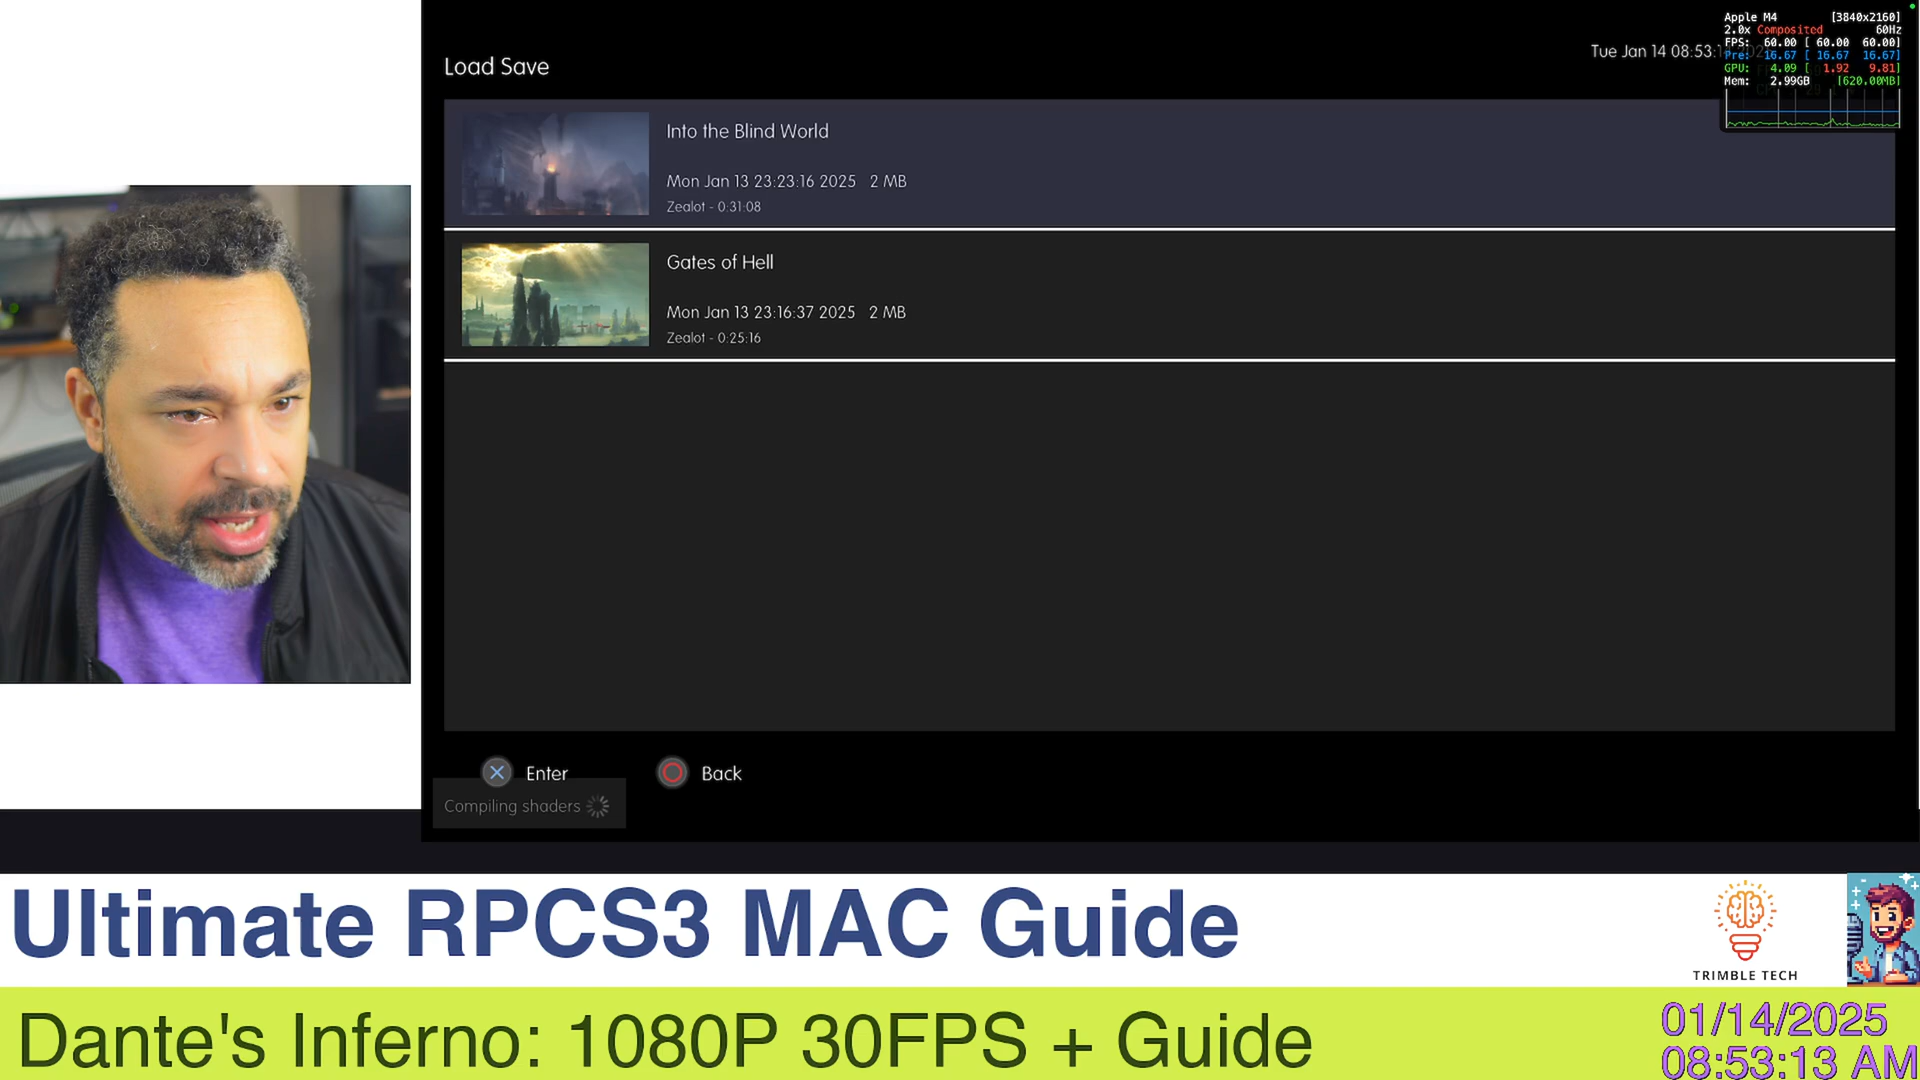 Apple M4 [3840x2160]
2.0x Composited 60Hz
FPS: 60.00 [ 60.00 60.00]
Pre: 16.67 [ 16.67 16.67]
GPU: 4.09 [ 1.92 9.81]
Mem: 2.99GB [620.00MB]
Tue Jan 14 08:53:
Load Save
Into the Blind World
Mon Jan 13 23:23:16 2025 2 MB
Zealot - 0:31:08
Gates of Hell
Mon Jan 13 23:16:37 2025 2 MB
Zealot - 0:25:16
Enter Back
Compiling shaders
Ultimate RPCS3 MAC Guide
TRIMBLE TECH
Dante's Inferno: 1080P 30FPS + Guide
01/14/2025
08:53:13 AM